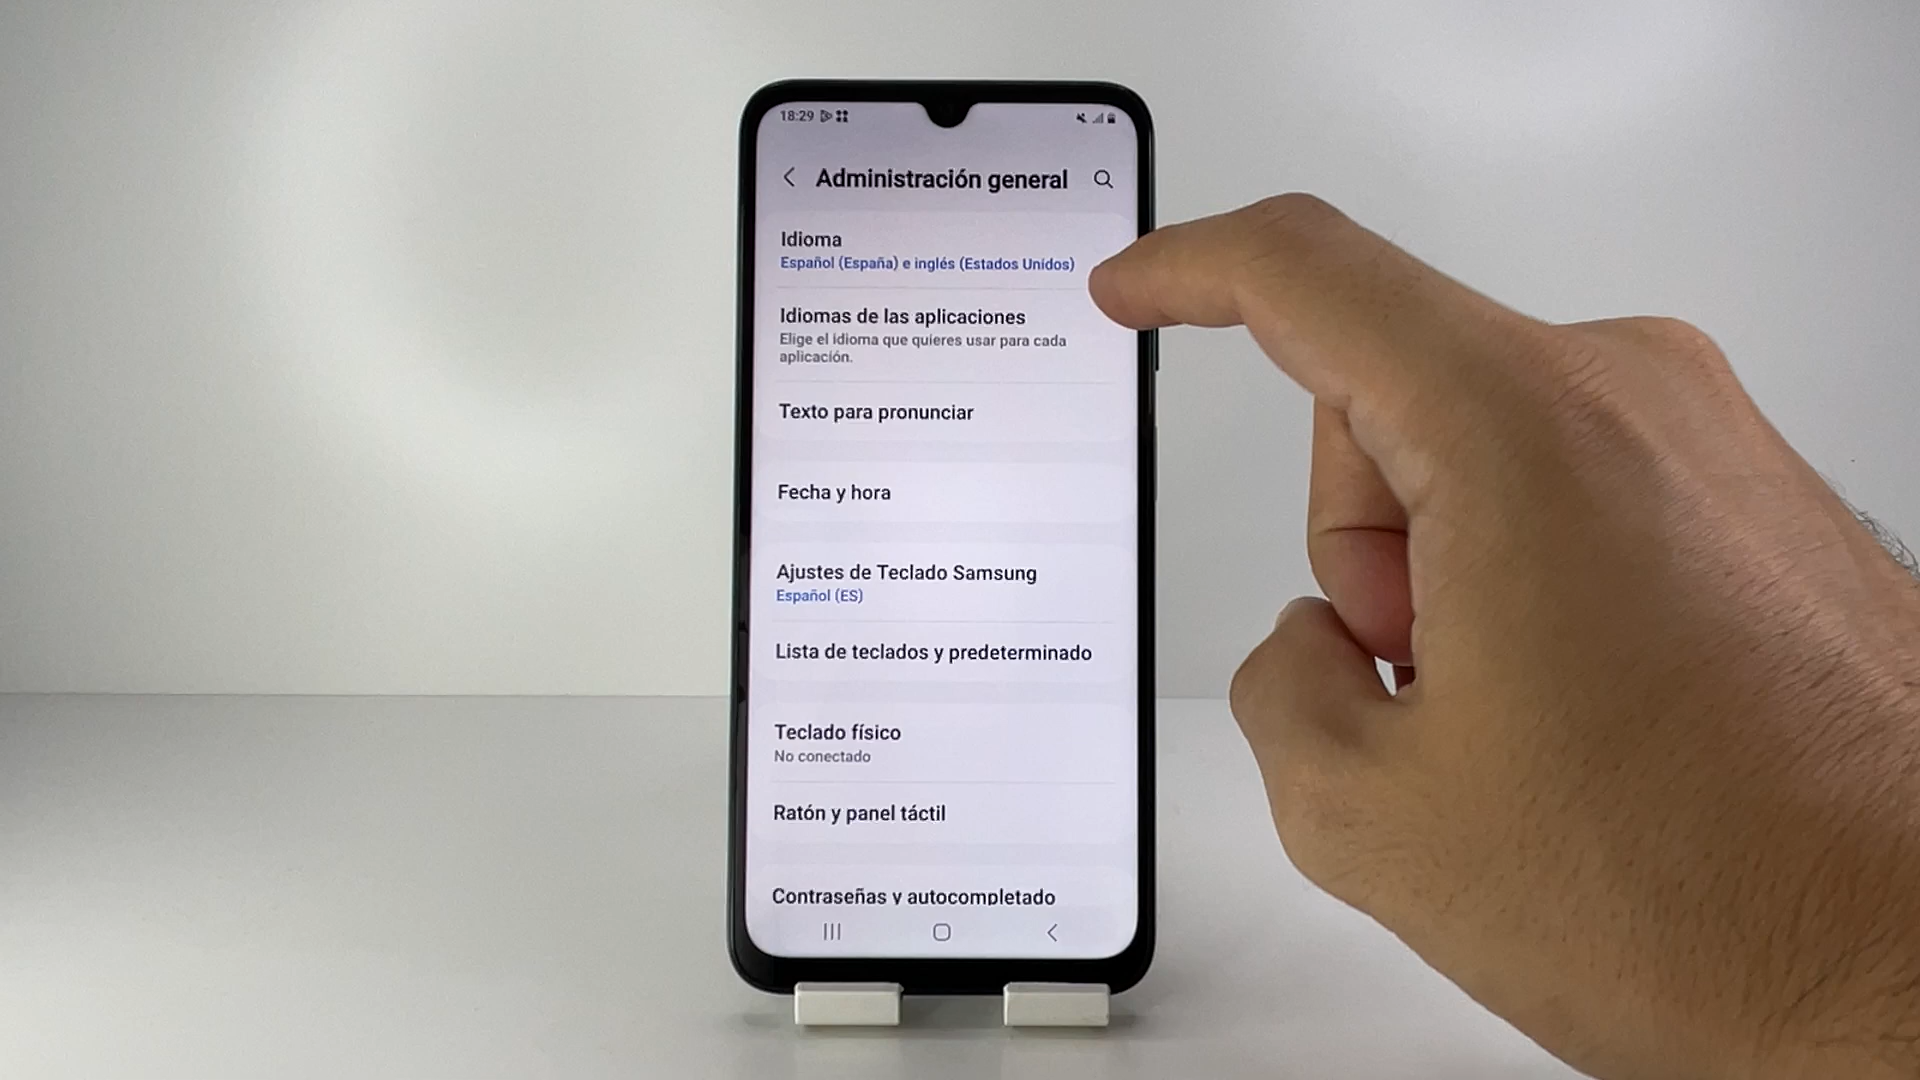 18:29
Administración general
Idioma
Español (España) e inglés (Estados Unidos)
Idiomas de las aplicaciones
Elige el idioma que quieres usar para cada
aplicación.
Texto para pronunciar
Fecha y hora
Ajustes de Teclado Samsung
Español (ES)
Lista de teclados y predeterminado
Teclado físico
No conectado
Ratón y panel táctil
Contraseñas y autocompletado